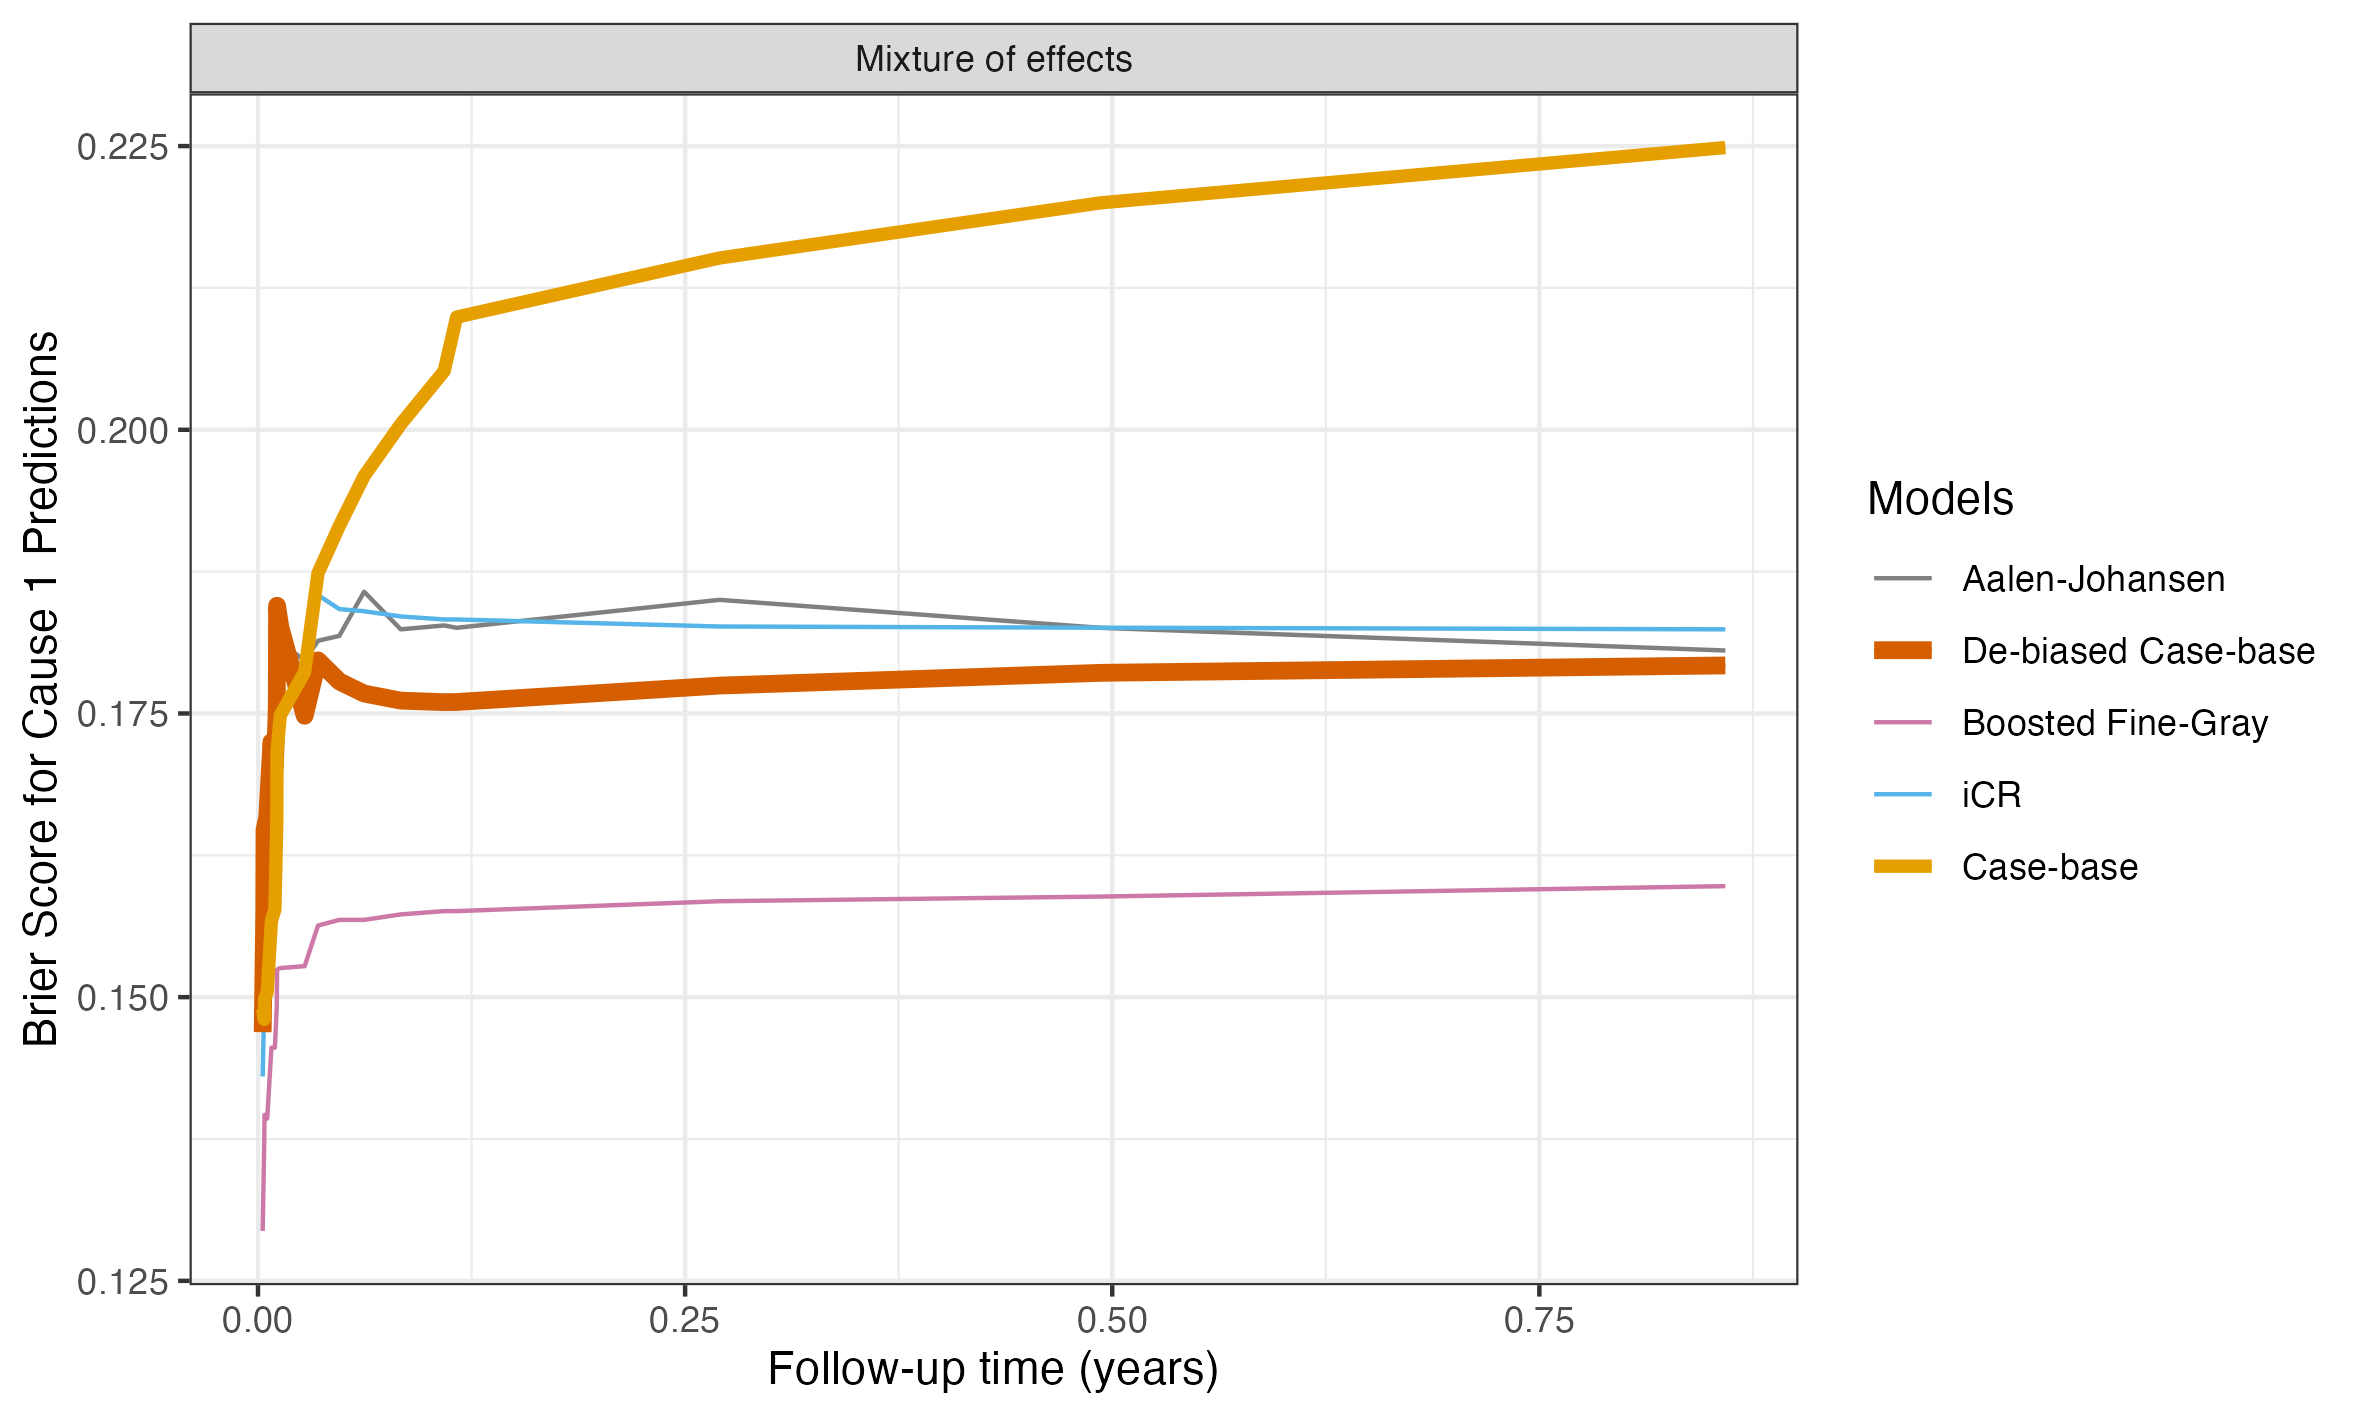 Mixture of effects
0.225
0.200
0.175
0.150
0.125
Brier Score for Cause 1 Predictions
0.00
0.25
0.50
0.75
Follow-up time (years)
Models
Aalen-Johansen
De-biased Case-base
Boosted Fine-Gray
iCR
Case-base